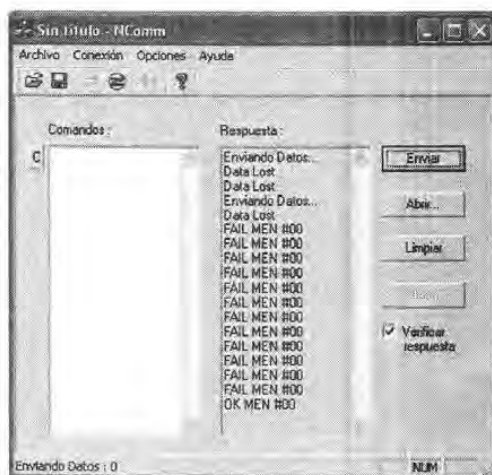 Sin título - NComm
Archivo Conexión Opciones Ayuda
Comandos :
Respuesta :
C
Enviando Datos...
Data Lost
Data Lost
Enviando Datos...
Data Lost
FAIL MEN #00
FAIL MEN #00
FAIL MEN #00
FAIL MEN #00
FAIL MEN #00
FAIL MEN #00
FAIL MEN #00
FAIL MEN #00
FAIL MEN #00
FAIL MEN #00
FAIL MEN #00
FAIL MEN #00
OK MEN #00
Enviar
Abrir...
Limpiar
Verificar
respuesta
Enviando Datos : 0
NUM